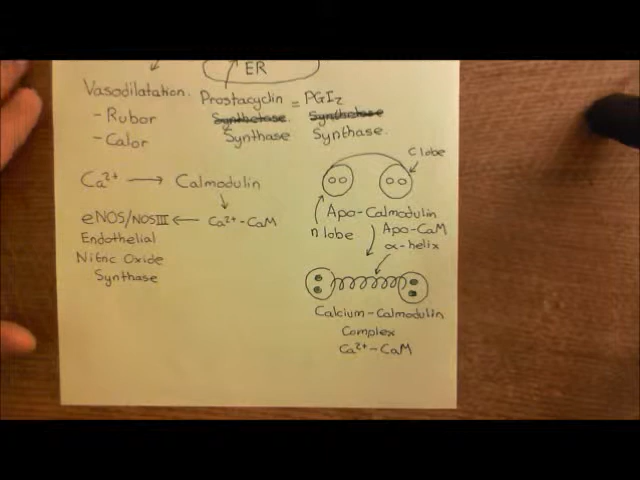 ER
Vasodilatation.
- Rubor
- Calor
Prostacyclin = PGI2
Synthetase. Synthetase
Synthase Synthase.
Ca2+ → Calmodulin
eNOS/NOSIII ← Ca2+-CaM
Endothelial
Nitric Oxide
Synthase
C lobe
Apo-Calmodulin
n lobe
Apo-CaM
α-helix
Calcium-Calmodulin
Complex
Ca2+-CaM